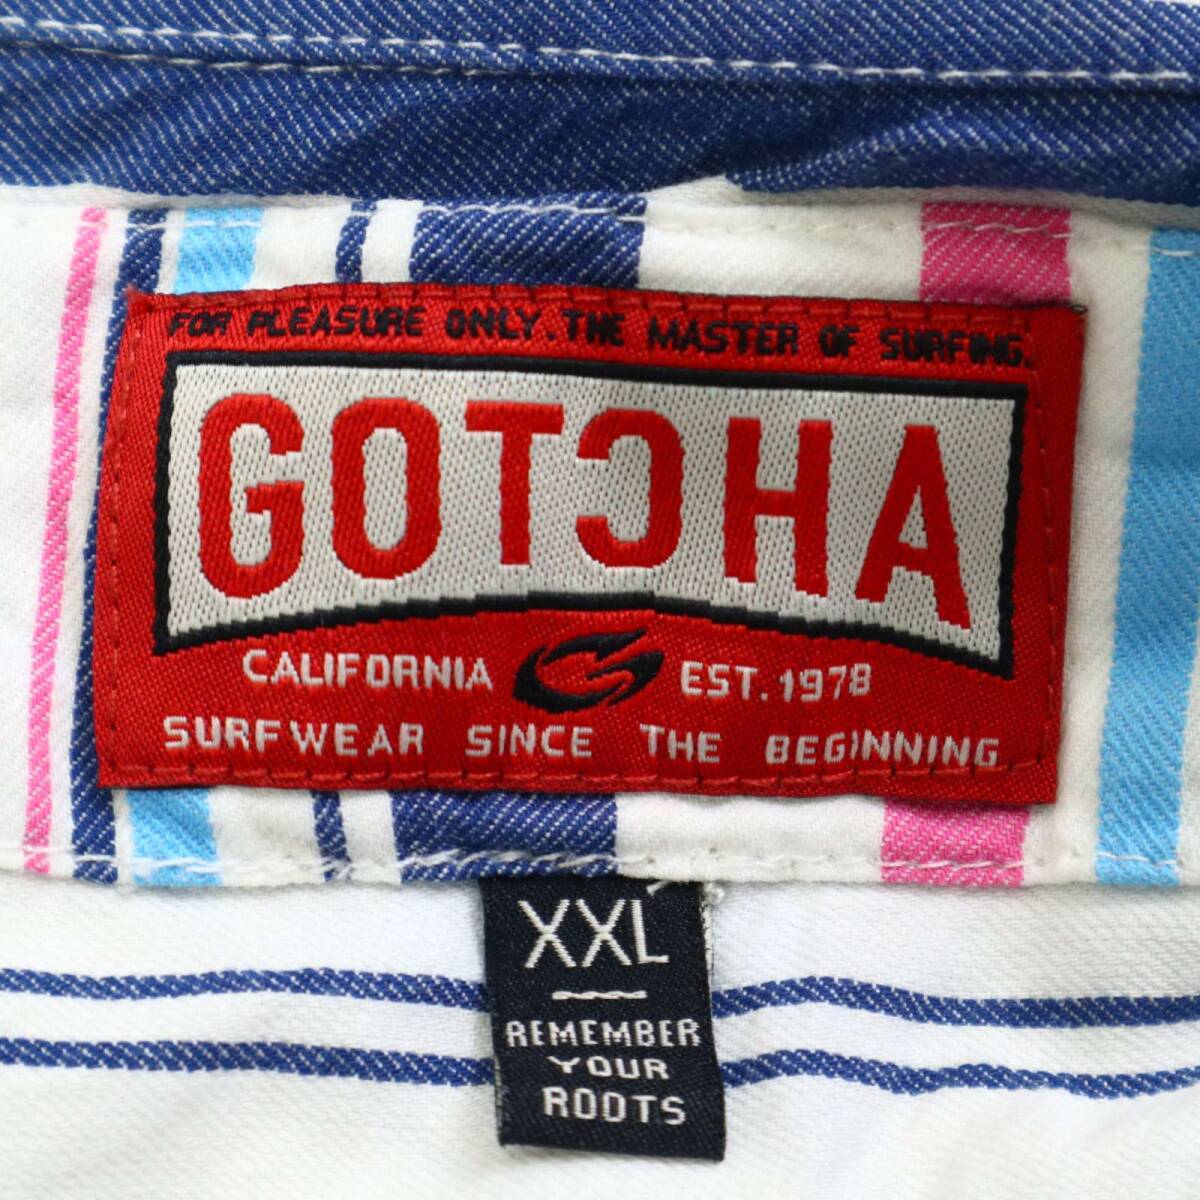 FOR PLEASURE ONLY. THE MASTER OF SURFING.
GOTCHA
CALIFORNIA EST. 1978
SURFWEAR SINCE THE BEGINNING
XXL
REMEMBER
YOUR
ROOTS